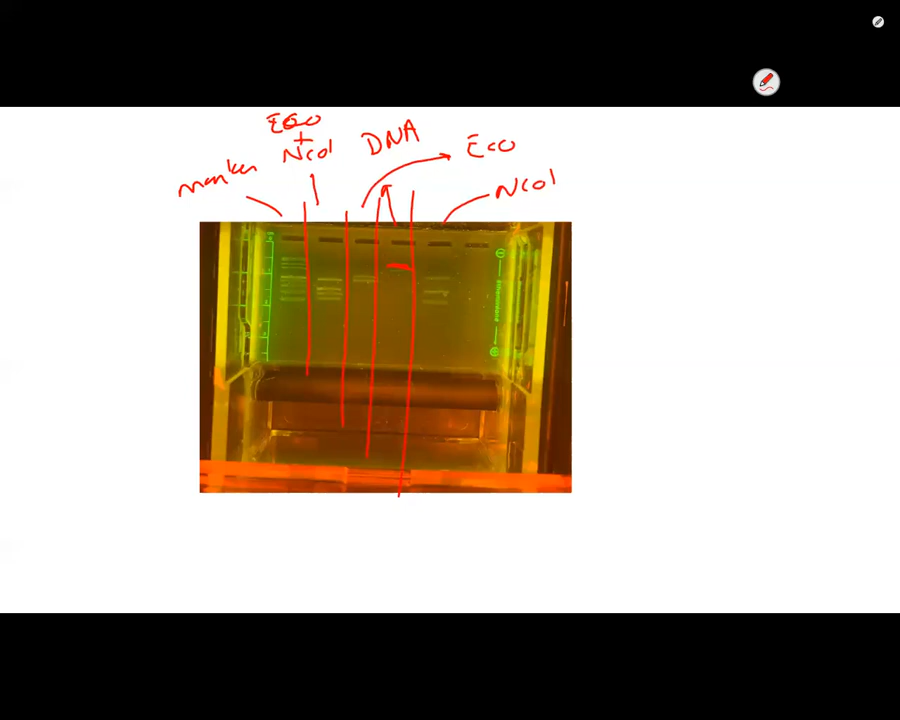 Eco
+
NcoI
DNA
Eco
marker
NcoI